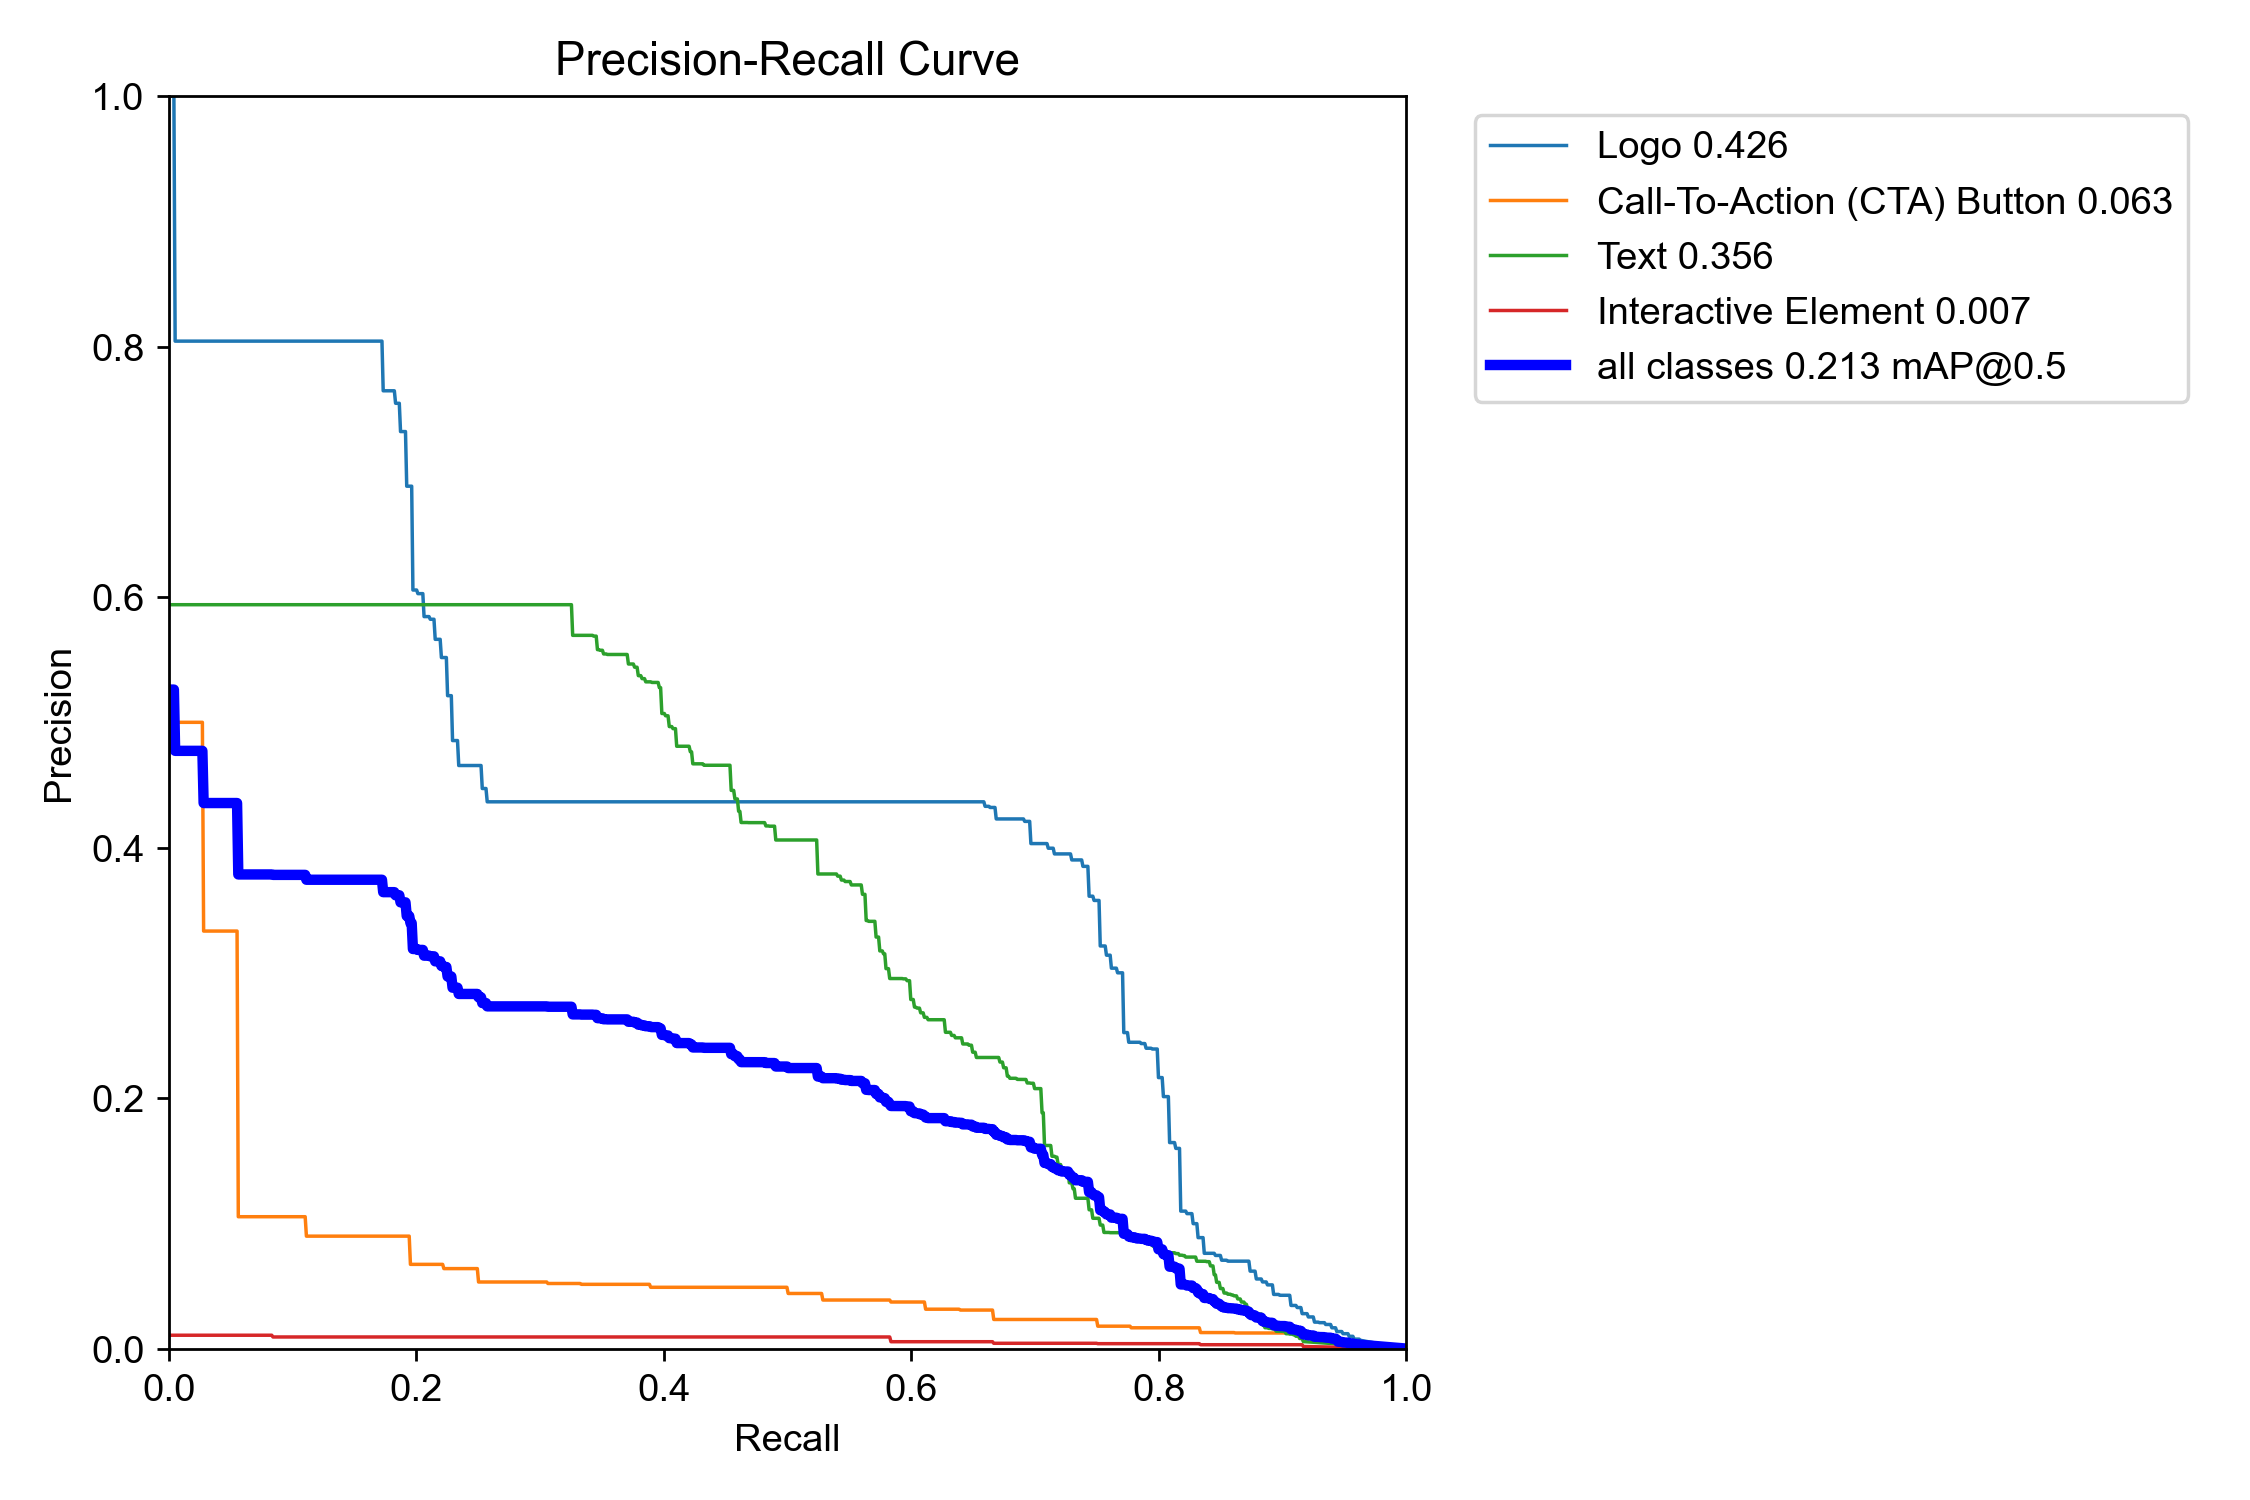 Precision-Recall Curve
1.0
0.8
0.6
0.4
0.2
0.0
Precision
0.0 0.2 0.4 0.6 0.8 1.0
Recall
Logo 0.426
Call-To-Action (CTA) Button 0.063
Text 0.356
Interactive Element 0.007
all classes 0.213 mAP@0.5